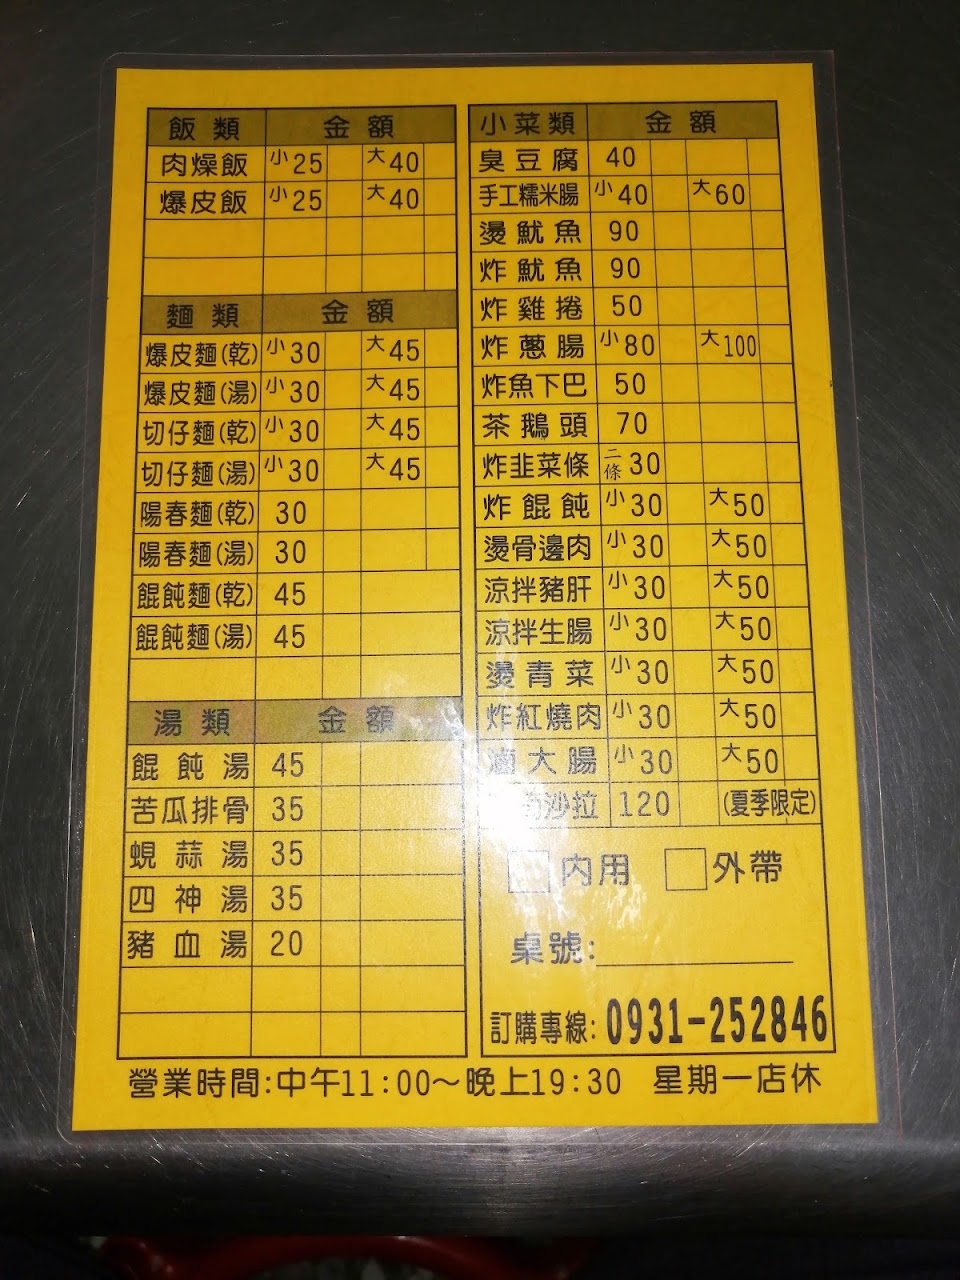 飯類 金額
肉燥飯 小25 大40
爆皮飯 小25 大40
麵類 金額
爆皮麵(乾) 小30 大45
爆皮麵(湯) 小30 大45
切仔麵(乾) 小30 大45
切仔麵(湯) 小30 大45
陽春麵(乾) 30
陽春麵(湯) 30
餛飩麵(乾) 45
餛飩麵(湯) 45
湯類 金額
餛飩湯 45
苦瓜排骨 35
蜆蒜湯 35
四神湯 35
豬血湯 20
小菜類 金額
臭豆腐 40
手工糯米腸 小40 大60
燙魷魚 90
炸魷魚 90
炸雞捲 50
炸蔥腸 小80 大100
炸魚下巴 50
茶鵝頭 70
炸韭菜條 二條30
炸餛飩 小30 大50
燙骨邊肉 小30 大50
涼拌豬肝 小30 大50
涼拌生腸 小30 大50
燙青菜 小30 大50
炸紅燒肉 小30 大50
滷大腸 小30 大50
沙拉 120 (夏季限定)
內用 外帶
桌號:
訂購專線:0931-252846
營業時間:中午11:00～晚上19:30 星期一店休